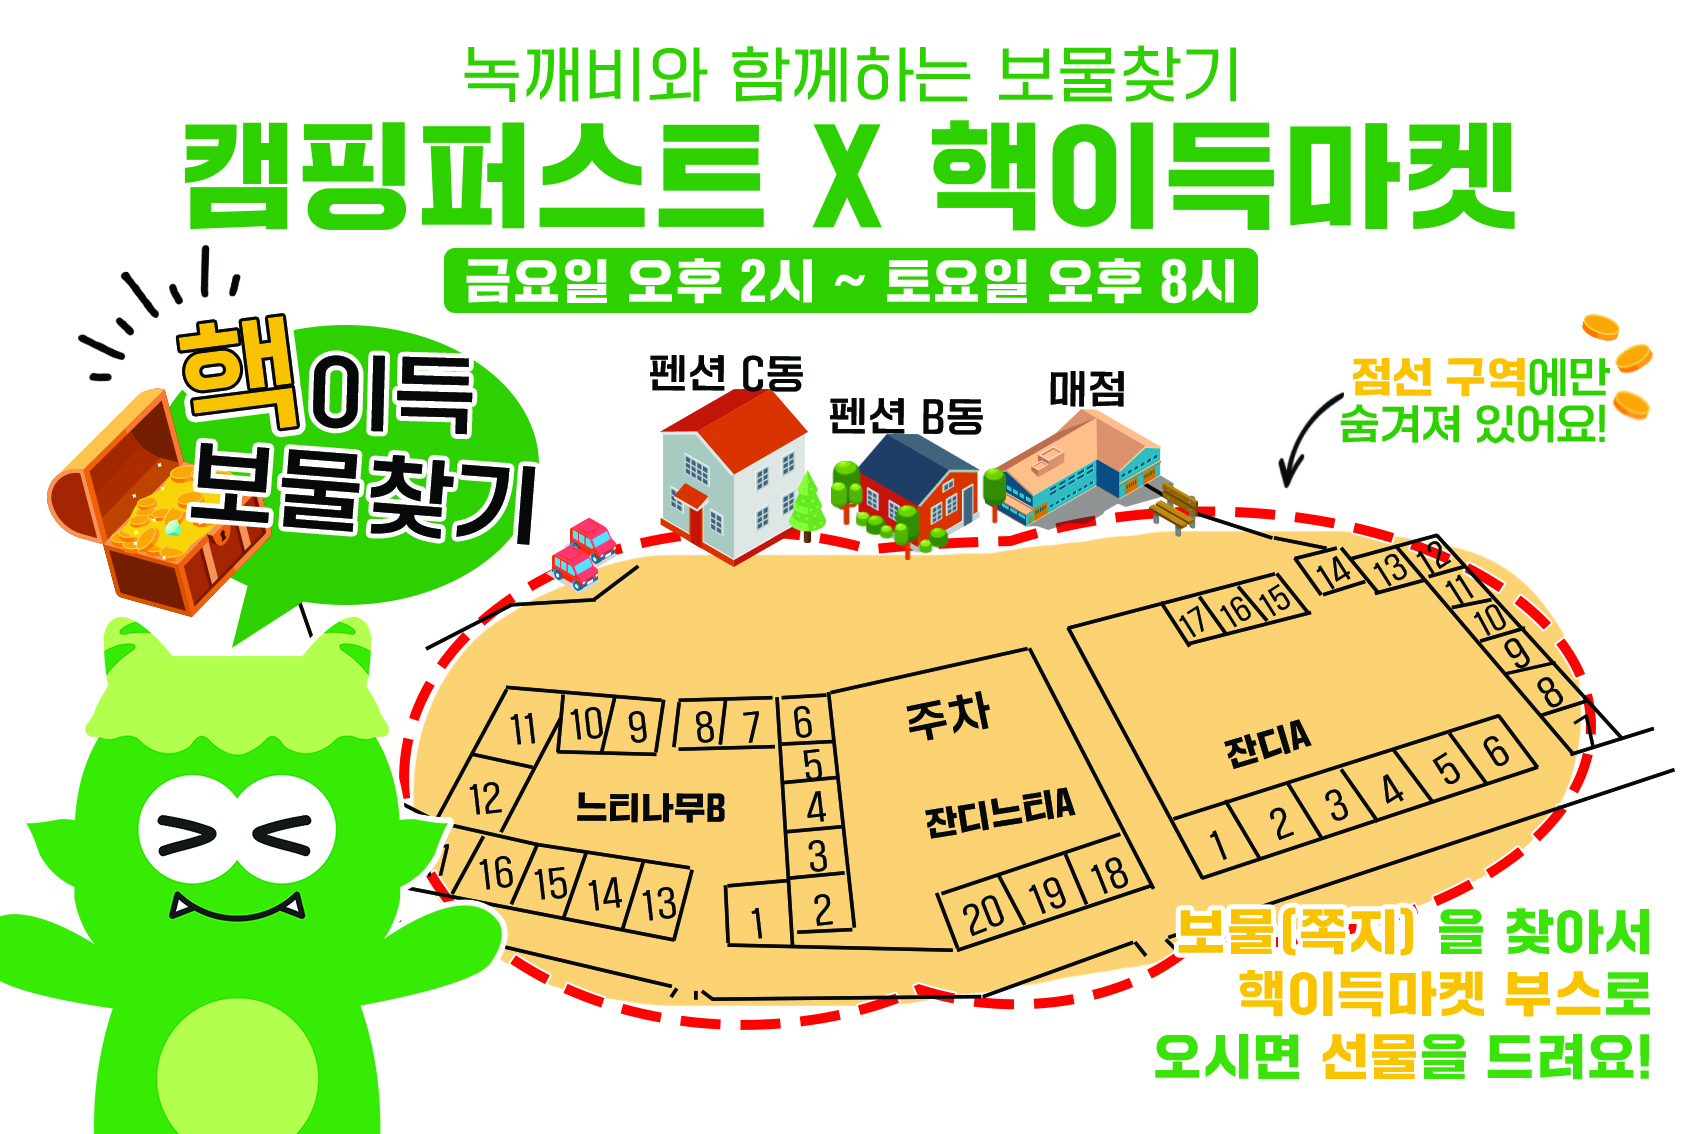 녹깨비와 함께하는 보물찾기
캠핑퍼스트 X 핵이득마켓
금요일 오후 2시 ~ 토요일 오후 8시
핵이득
보물찾기
펜션 C동
펜션 B동
매점
점선 구역에만
숨겨져 있어요!
17 16 15 14 13 12
11
10
9
8
7
잔디A
1 2 3 4 5 6
주차
잔디느티A
20 19 18
11 10 9 8 7 6
5
4
3
2
1
12
느티나무B
16 15 14 13
보물(쪽지) 을 찾아서
핵이득마켓 부스로
오시면 선물을 드려요!